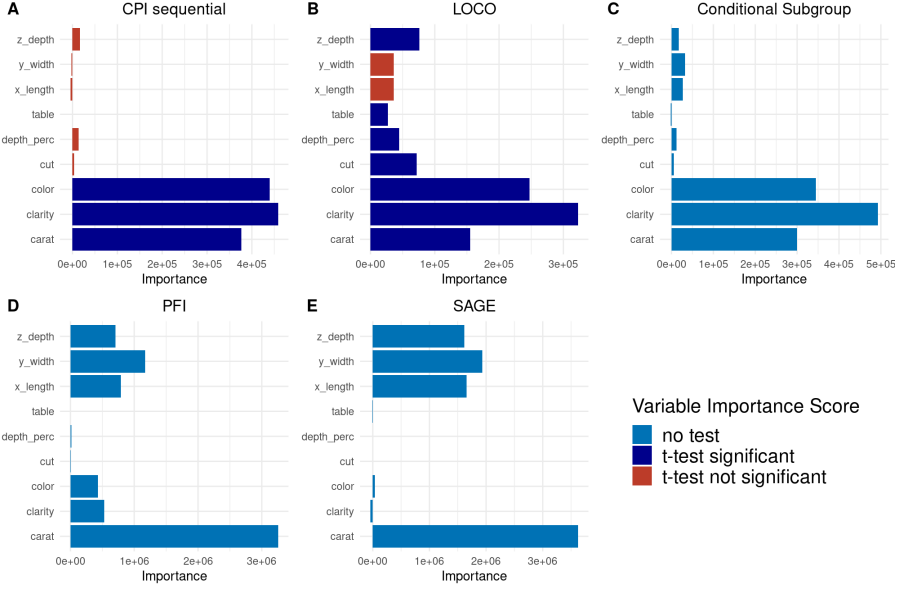 A CPI sequential
z_depth
y_width
x_length
table
depth_perc
cut
color
clarity
carat
0e+00 1e+05 2e+05 3e+05 4e+05
Importance
B LOCO
z_depth
y_width
x_length
table
depth_perc
cut
color
clarity
carat
0e+00 1e+05 2e+05 3e+05
Importance
C Conditional Subgroup
z_depth
y_width
x_length
table
depth_perc
cut
color
clarity
carat
0e+00 1e+05 2e+05 3e+05 4e+05 5e+05
Importance
D PFI
z_depth
y_width
x_length
table
depth_perc
cut
color
clarity
carat
0e+00 1e+06 2e+06 3e+06
Importance
E SAGE
z_depth
y_width
x_length
table
depth_perc
cut
color
clarity
carat
0e+00 1e+06 2e+06 3e+06
Importance
Variable Importance Score
no test
t-test significant
t-test not significant